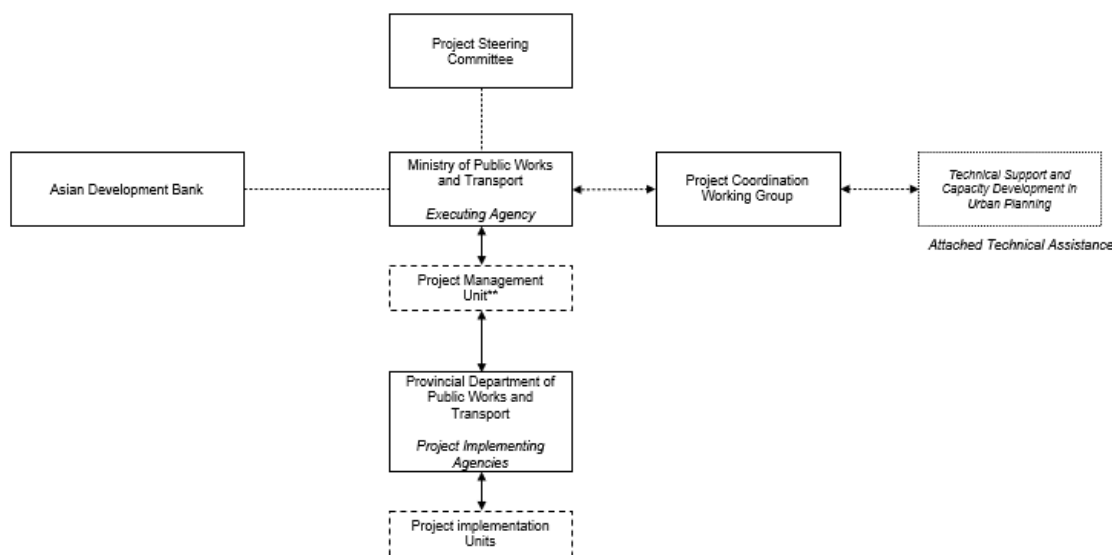 Project Steering
Committee
Asian Development Bank
Ministry of Public Works
and Transport
Executing Agency
Project Coordination
Working Group
Technical Support and
Capacity Development in
Urban Planning
Attached Technical Assistance
Project Management
Unit**
Provincial Department of
Public Works and
Transport
Project Implementing
Agencies
Project implementation
Units